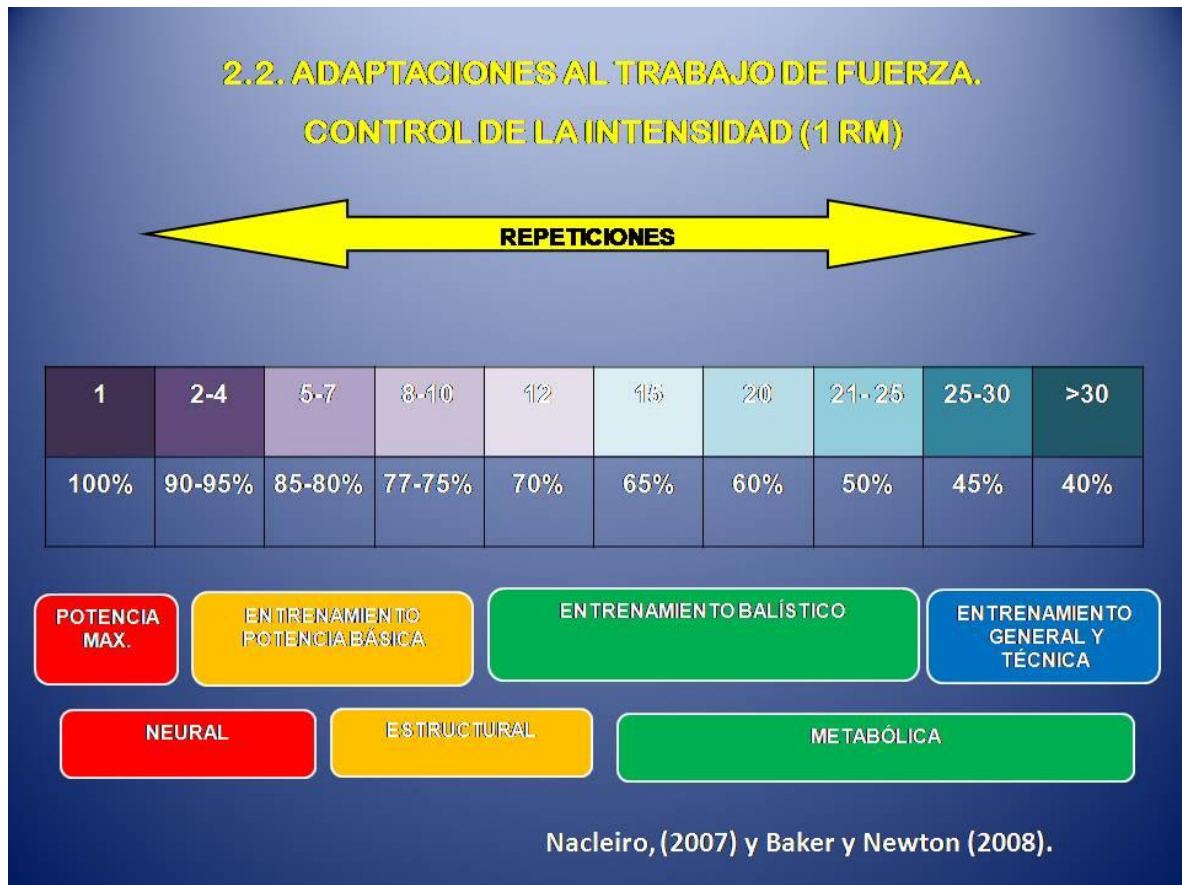 2.2. ADAPTACIONES AL TRABAJO DE FUERZA.
CONTROL DE LA INTENSIDAD (1 RM)
REPETICIONES
1 2-4 5-7 8-10 12 15 20 21-25 25-30 >30
100% 90-95% 85-80% 77-75% 70% 65% 60% 50% 45% 40%
POTENCIA
MAX.
ENTRENAMIENTO
POTENCIA BÁSICA
ENTRENAMIENTO BALÍSTICO
ENTRENAMIENTO
GENERAL Y
TÉCNICA
NEURAL
ESTRUCTURAL
METABÓLICA
Nacleiro, (2007) y Baker y Newton (2008).